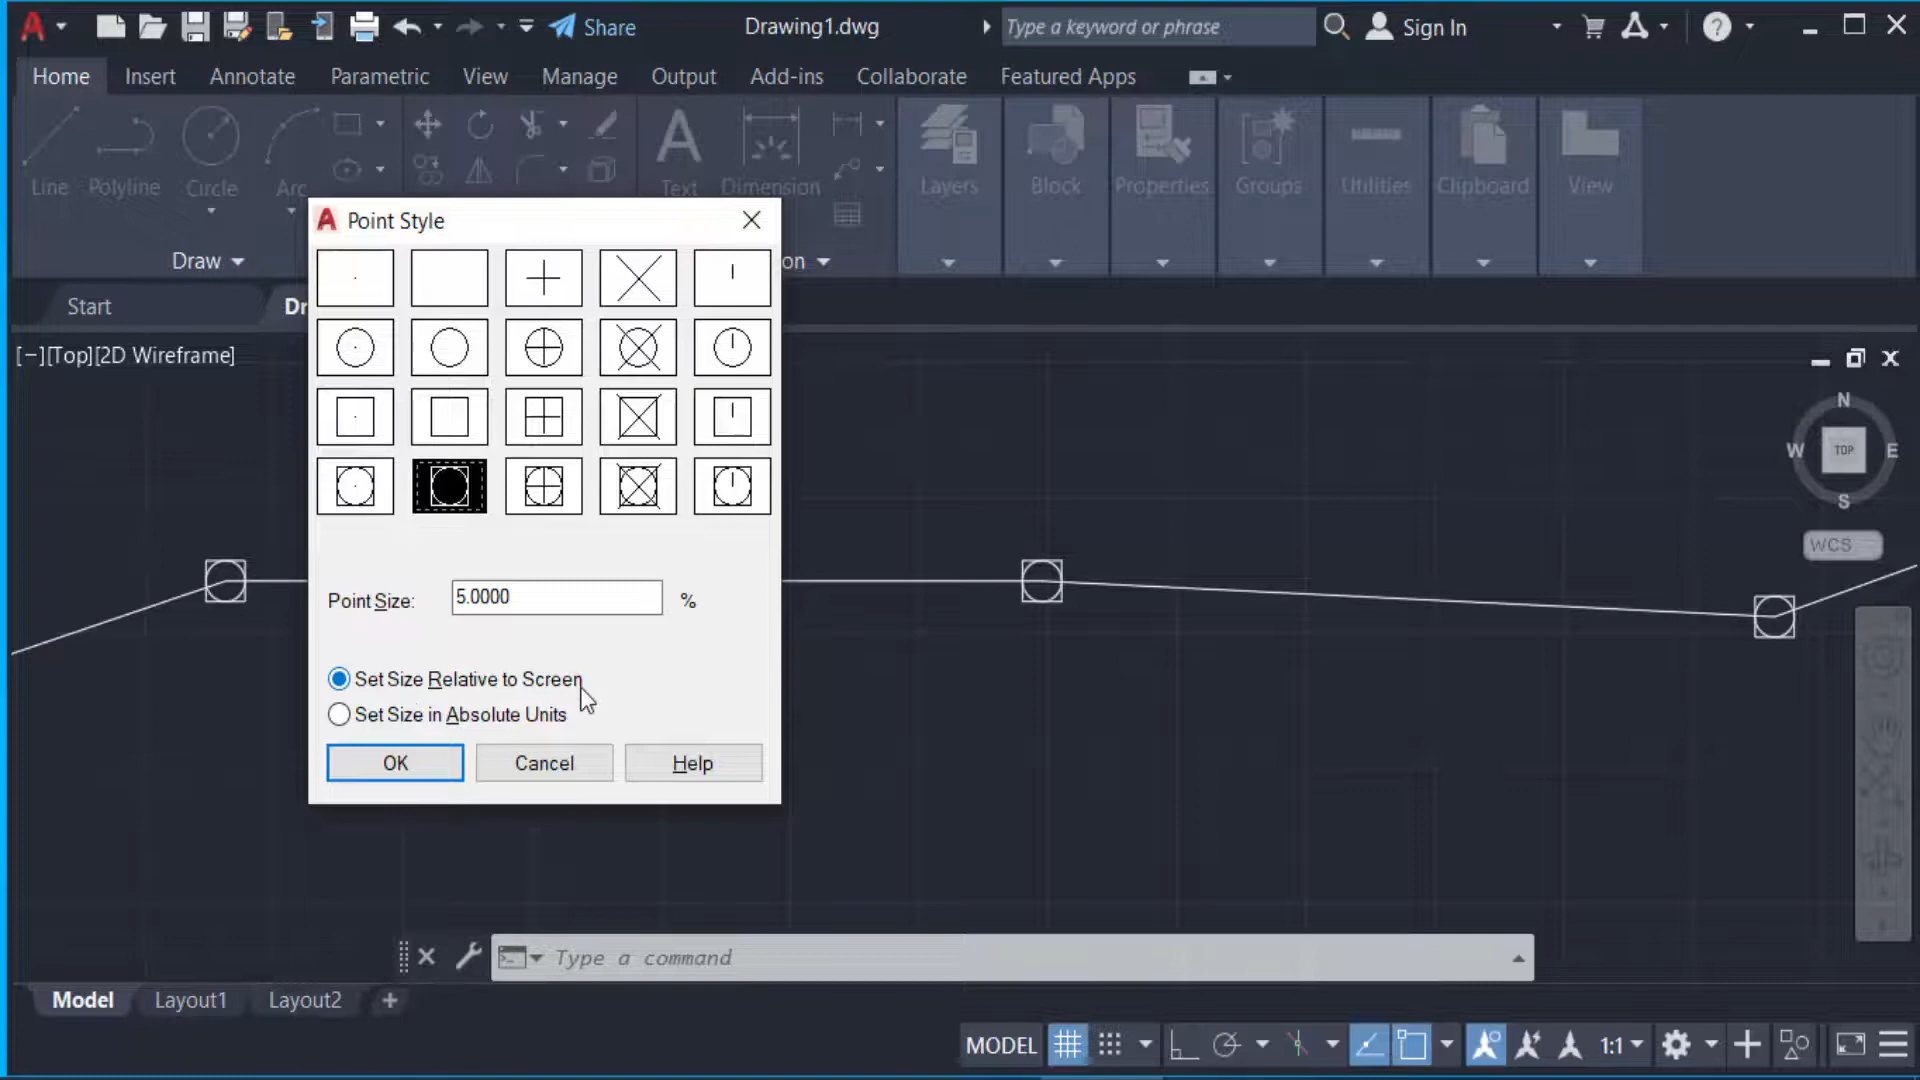 Share
Drawing1.dwg
Type a keyword or phrase
Sign In
Home
Insert
Annotate
Parametric
View
Manage
Output
Add-ins
Collaborate
Featured Apps
Line
Polyline
Circle
Arc
Text
Dimension
Layers
Block
Properties
Groups
Utilities
Clipboard
View
Draw
on
Start
Dr
[−][Top][2D Wireframe]
Point Style
Point Size:
5.0000
%
Set Size Relative to Screen
Set Size in Absolute Units
OK
Cancel
Help
N
W
TOP
E
S
WCS
Type a command
Model
Layout1
Layout2
MODEL
1:1